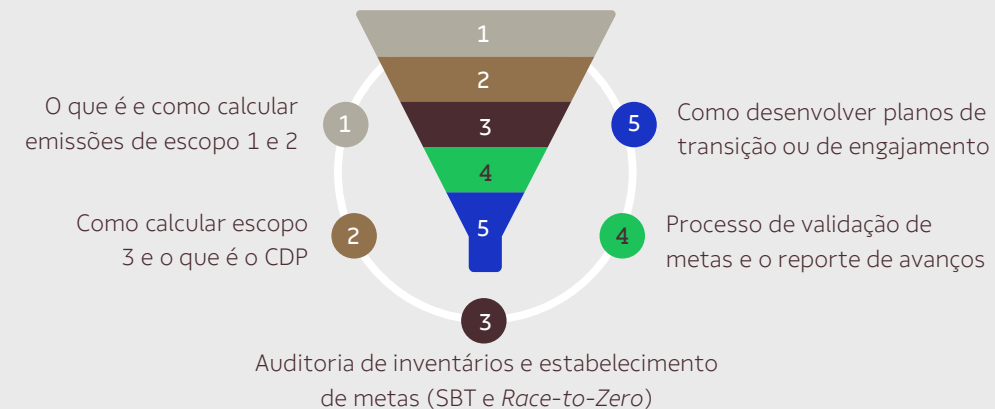 1
2
3
4
5
1
O que é e como calcular
emissões de escopo 1 e 2
2
Como calcular escopo
3 e o que é o CDP
3
Auditoria de inventários e estabelecimento
de metas (SBT e Race-to-Zero)
4
Processo de validação de
metas e o reporte de avanços
5
Como desenvolver planos de
transição ou de engajamento